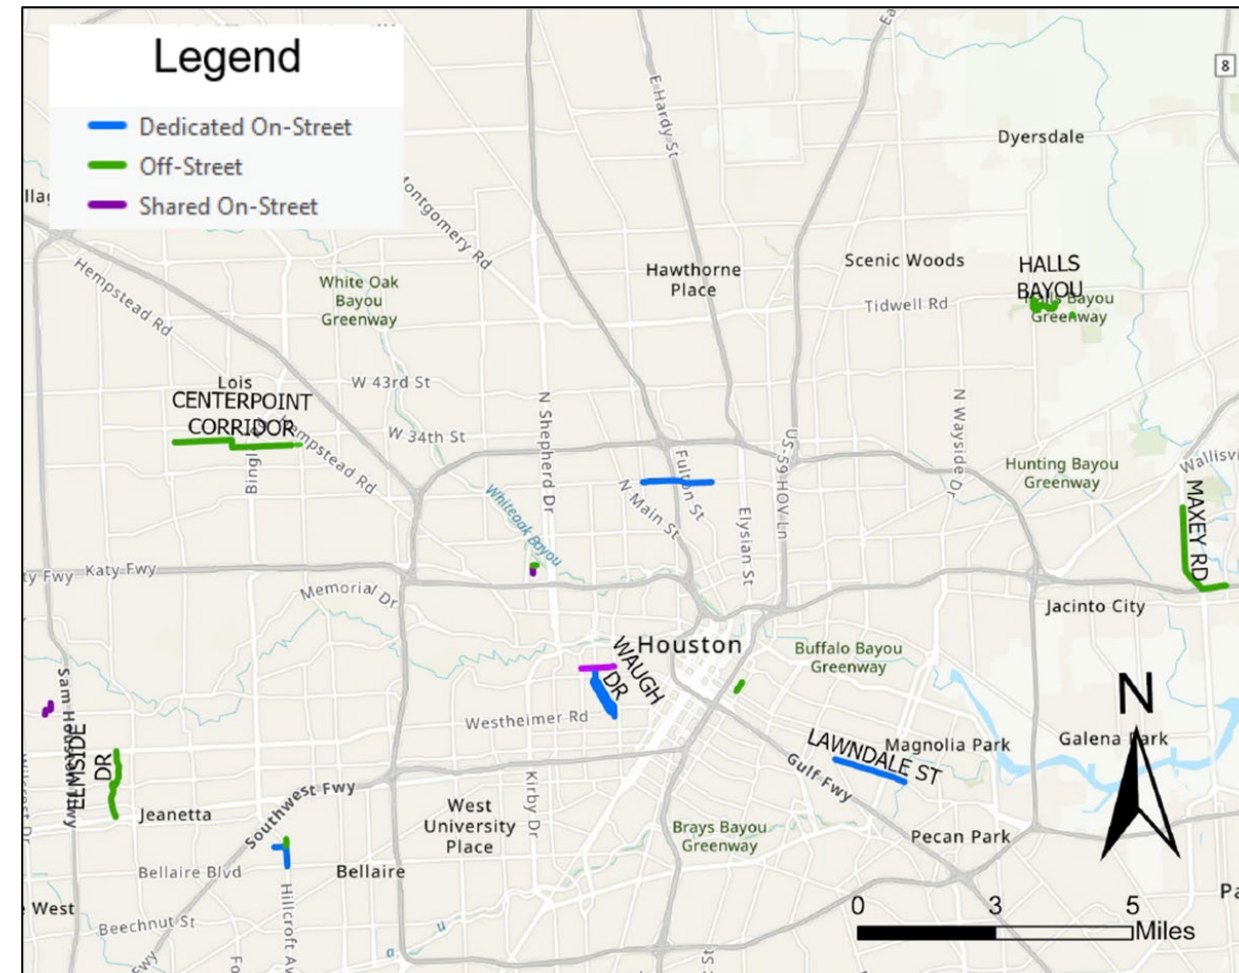 Legend
Dedicated On-Street
Off-Street
Shared On-Street
8
E Hardy St
Dyersdale
Montgomery Rd
Hempstead Rd
White Oak
Bayou
Greenway
Hawthorne
Place
Scenic Woods
Tidwell Rd
HALLS
BAYOU
Halls Bayou
Greenway
Lois
CENTERPOINT
CORRIDOR
W 43rd St
W 34th St
Hempstead Rd
N Shepherd Dr
Whiteoak Bayou
N Main St
Fulton St
Elysian St
US-59 HOV Ln
N Wayside Dr
Hunting Bayou
Greenway
MAXEY RD
Katy Fwy
Memorial Dr
Jacinto City
Houston
WAUGH
DR
Buffalo Bayou
Greenway
Westheimer Rd
LAWNDALE ST
Magnolia Park
Galena Park
N
Gulf Fwy
ELMSIDE
DR
Jeanetta
Southwest Fwy
Kirby Dr
West
University
Place
Brays Bayou
Greenway
Pecan Park
Bellaire Blvd
Bellaire
Hillcroft Av
Beechnut St
West
0 3 5
Miles